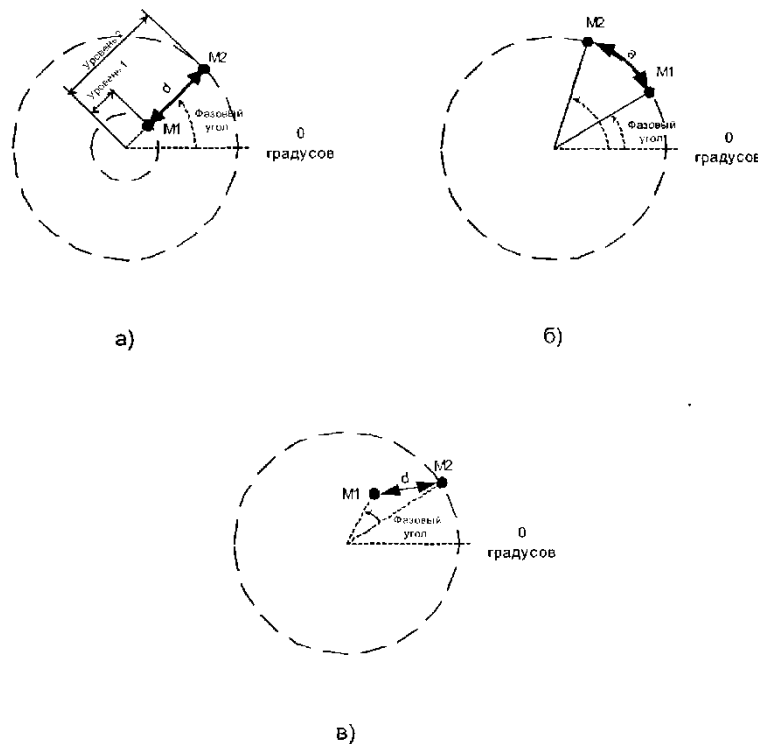 Уровень 2
Уровень 1
M2
d
M1
Фазовый
угол
0
градусов
а)
M2
a
M1
Фазовый
угол
0
градусов
б)
M1
d
M2
Фазовый
угол
0
градусов
в)